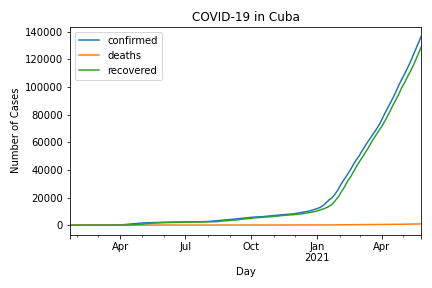 COVID-19 in Cuba
confirmed
deaths
recovered
Number of Cases
140000
120000
100000
80000
60000
40000
20000
0
Apr
Jul
Oct
Jan
2021
Apr
Day